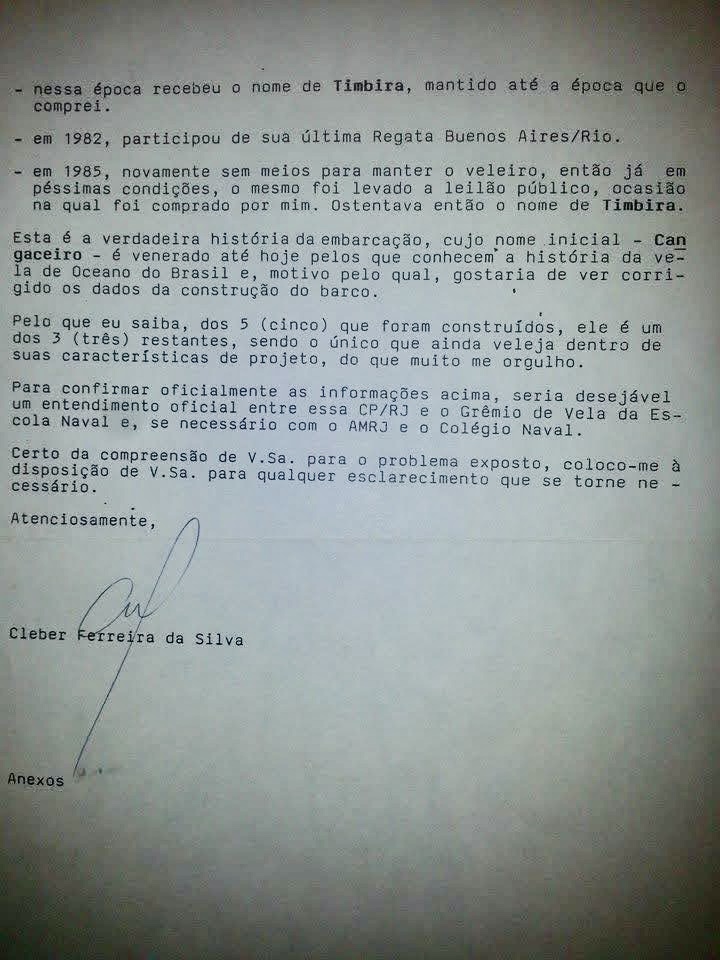 - nessa época recebeu o nome de Timbira, mantido até a época que o
comprei.
- em 1982, participou de sua última Regata Buenos Aires/Rio.
- em 1985, novamente sem meios para manter o veleiro, então já em
péssimas condições, o mesmo foi levado a leilão público, ocasião
na qual foi comprado por mim. Ostentava então o nome de Timbira.
Esta é a verdadeira história da embarcação, cujo nome inicial - Can
gaceiro - é venerado até hoje pelos que conhecem a história da ve-
la de Oceano do Brasil e, motivo pelo qual, gostaria de ver corri-
gido os dados da construção do barco.
Pelo que eu saiba, dos 5 (cinco) que foram construídos, ele é um
dos 3 (três) restantes, sendo o único que ainda veleja dentro de
suas características de projeto, do que muito me orgulho.
Para confirmar oficialmente as informações acima, seria desejável
um entendimento oficial entre essa CP/RJ e o Grêmio de Vela da Es-
cola Naval e, se necessário com o AMRJ e o Colégio Naval.
Certo da compreensão de V.Sa. para o problema exposto, coloco-me à
disposição de V.Sa. para qualquer esclarecimento que se torne ne -
cessário.
Atenciosamente,
Cleber Ferreira da Silva
Anexos